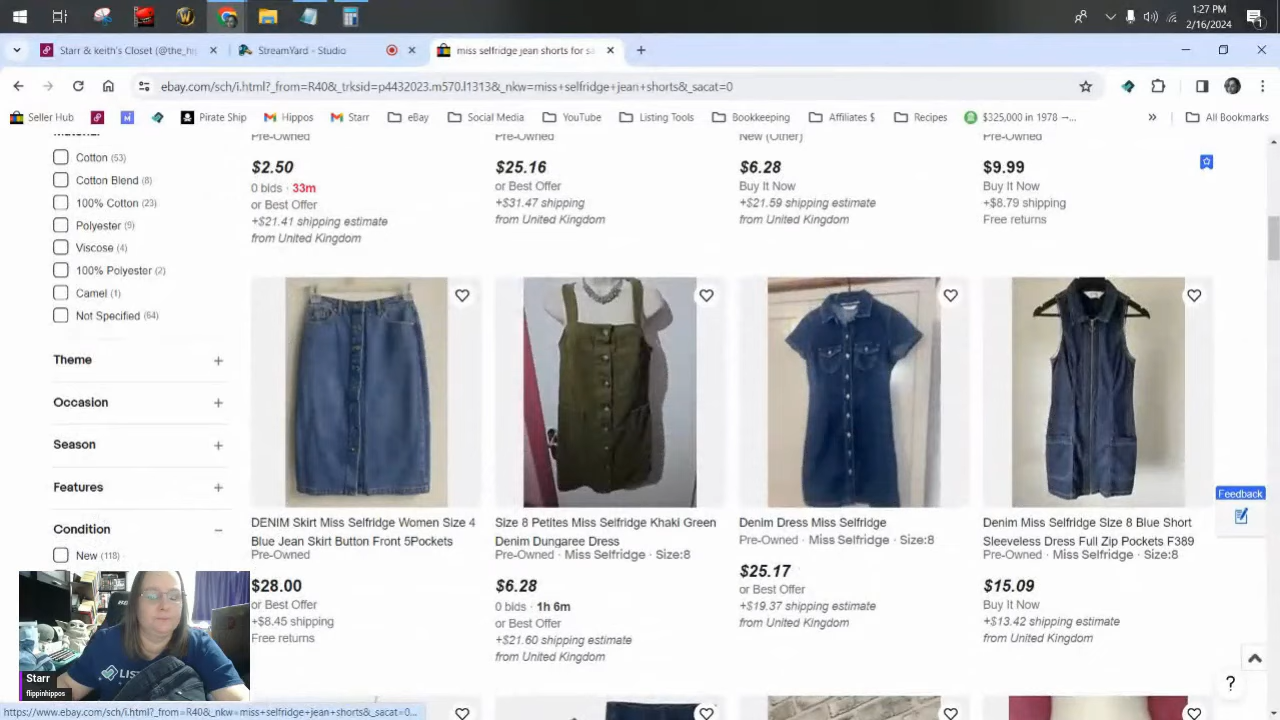 1:27 PM
2/16/2024
Starr & keith's Closet (@the_hi
StreamYard - Studio
miss selfridge jean shorts for sa
ebay.com/sch/i.html?_from=R40&_trksid=p4432023.m570.l1313&_nkw=miss+selfridge+jean+shorts&_sacat=0
Seller Hub
Pirate Ship
Hippos
Starr
eBay
Social Media
YouTube
Listing Tools
Bookkeeping
Affiliates $
Recipes
$325,000 in 1978 →...
All Bookmarks
Material
Cotton (53)
Cotton Blend (8)
100% Cotton (23)
Polyester (9)
Viscose (4)
100% Polyester (2)
Camel (1)
Not Specified (64)
Theme
Occasion
Season
Features
Condition
New (118)
Pre-Owned
$2.50
0 bids · 33m
or Best Offer
+$21.41 shipping estimate
from United Kingdom
Pre-Owned
$25.16
or Best Offer
+$31.47 shipping
from United Kingdom
New (Other)
$6.28
Buy It Now
+$21.59 shipping estimate
from United Kingdom
Pre-Owned
$9.99
Buy It Now
+$8.79 shipping
Free returns
DENIM Skirt Miss Selfridge Women Size 4
Blue Jean Skirt Button Front 5Pockets
Pre-Owned
$28.00
or Best Offer
+$8.45 shipping
Free returns
Size 8 Petites Miss Selfridge Khaki Green
Denim Dungaree Dress
Pre-Owned · Miss Selfridge · Size:8
$6.28
0 bids · 1h 6m
or Best Offer
+$21.60 shipping estimate
from United Kingdom
Denim Dress Miss Selfridge
Pre-Owned · Miss Selfridge · Size:8
$25.17
or Best Offer
+$19.37 shipping estimate
from United Kingdom
Denim Miss Selfridge Size 8 Blue Short
Sleeveless Dress Full Zip Pockets F389
Pre-Owned · Miss Selfridge · Size:8
$15.09
Buy It Now
+$13.42 shipping estimate
from United Kingdom
Feedback
LIST
Starr
flippinhippos
https://www.ebay.com/sch/i.html?_from=R40&_nkw=miss+selfridge+jean+shorts&_sacat=0...